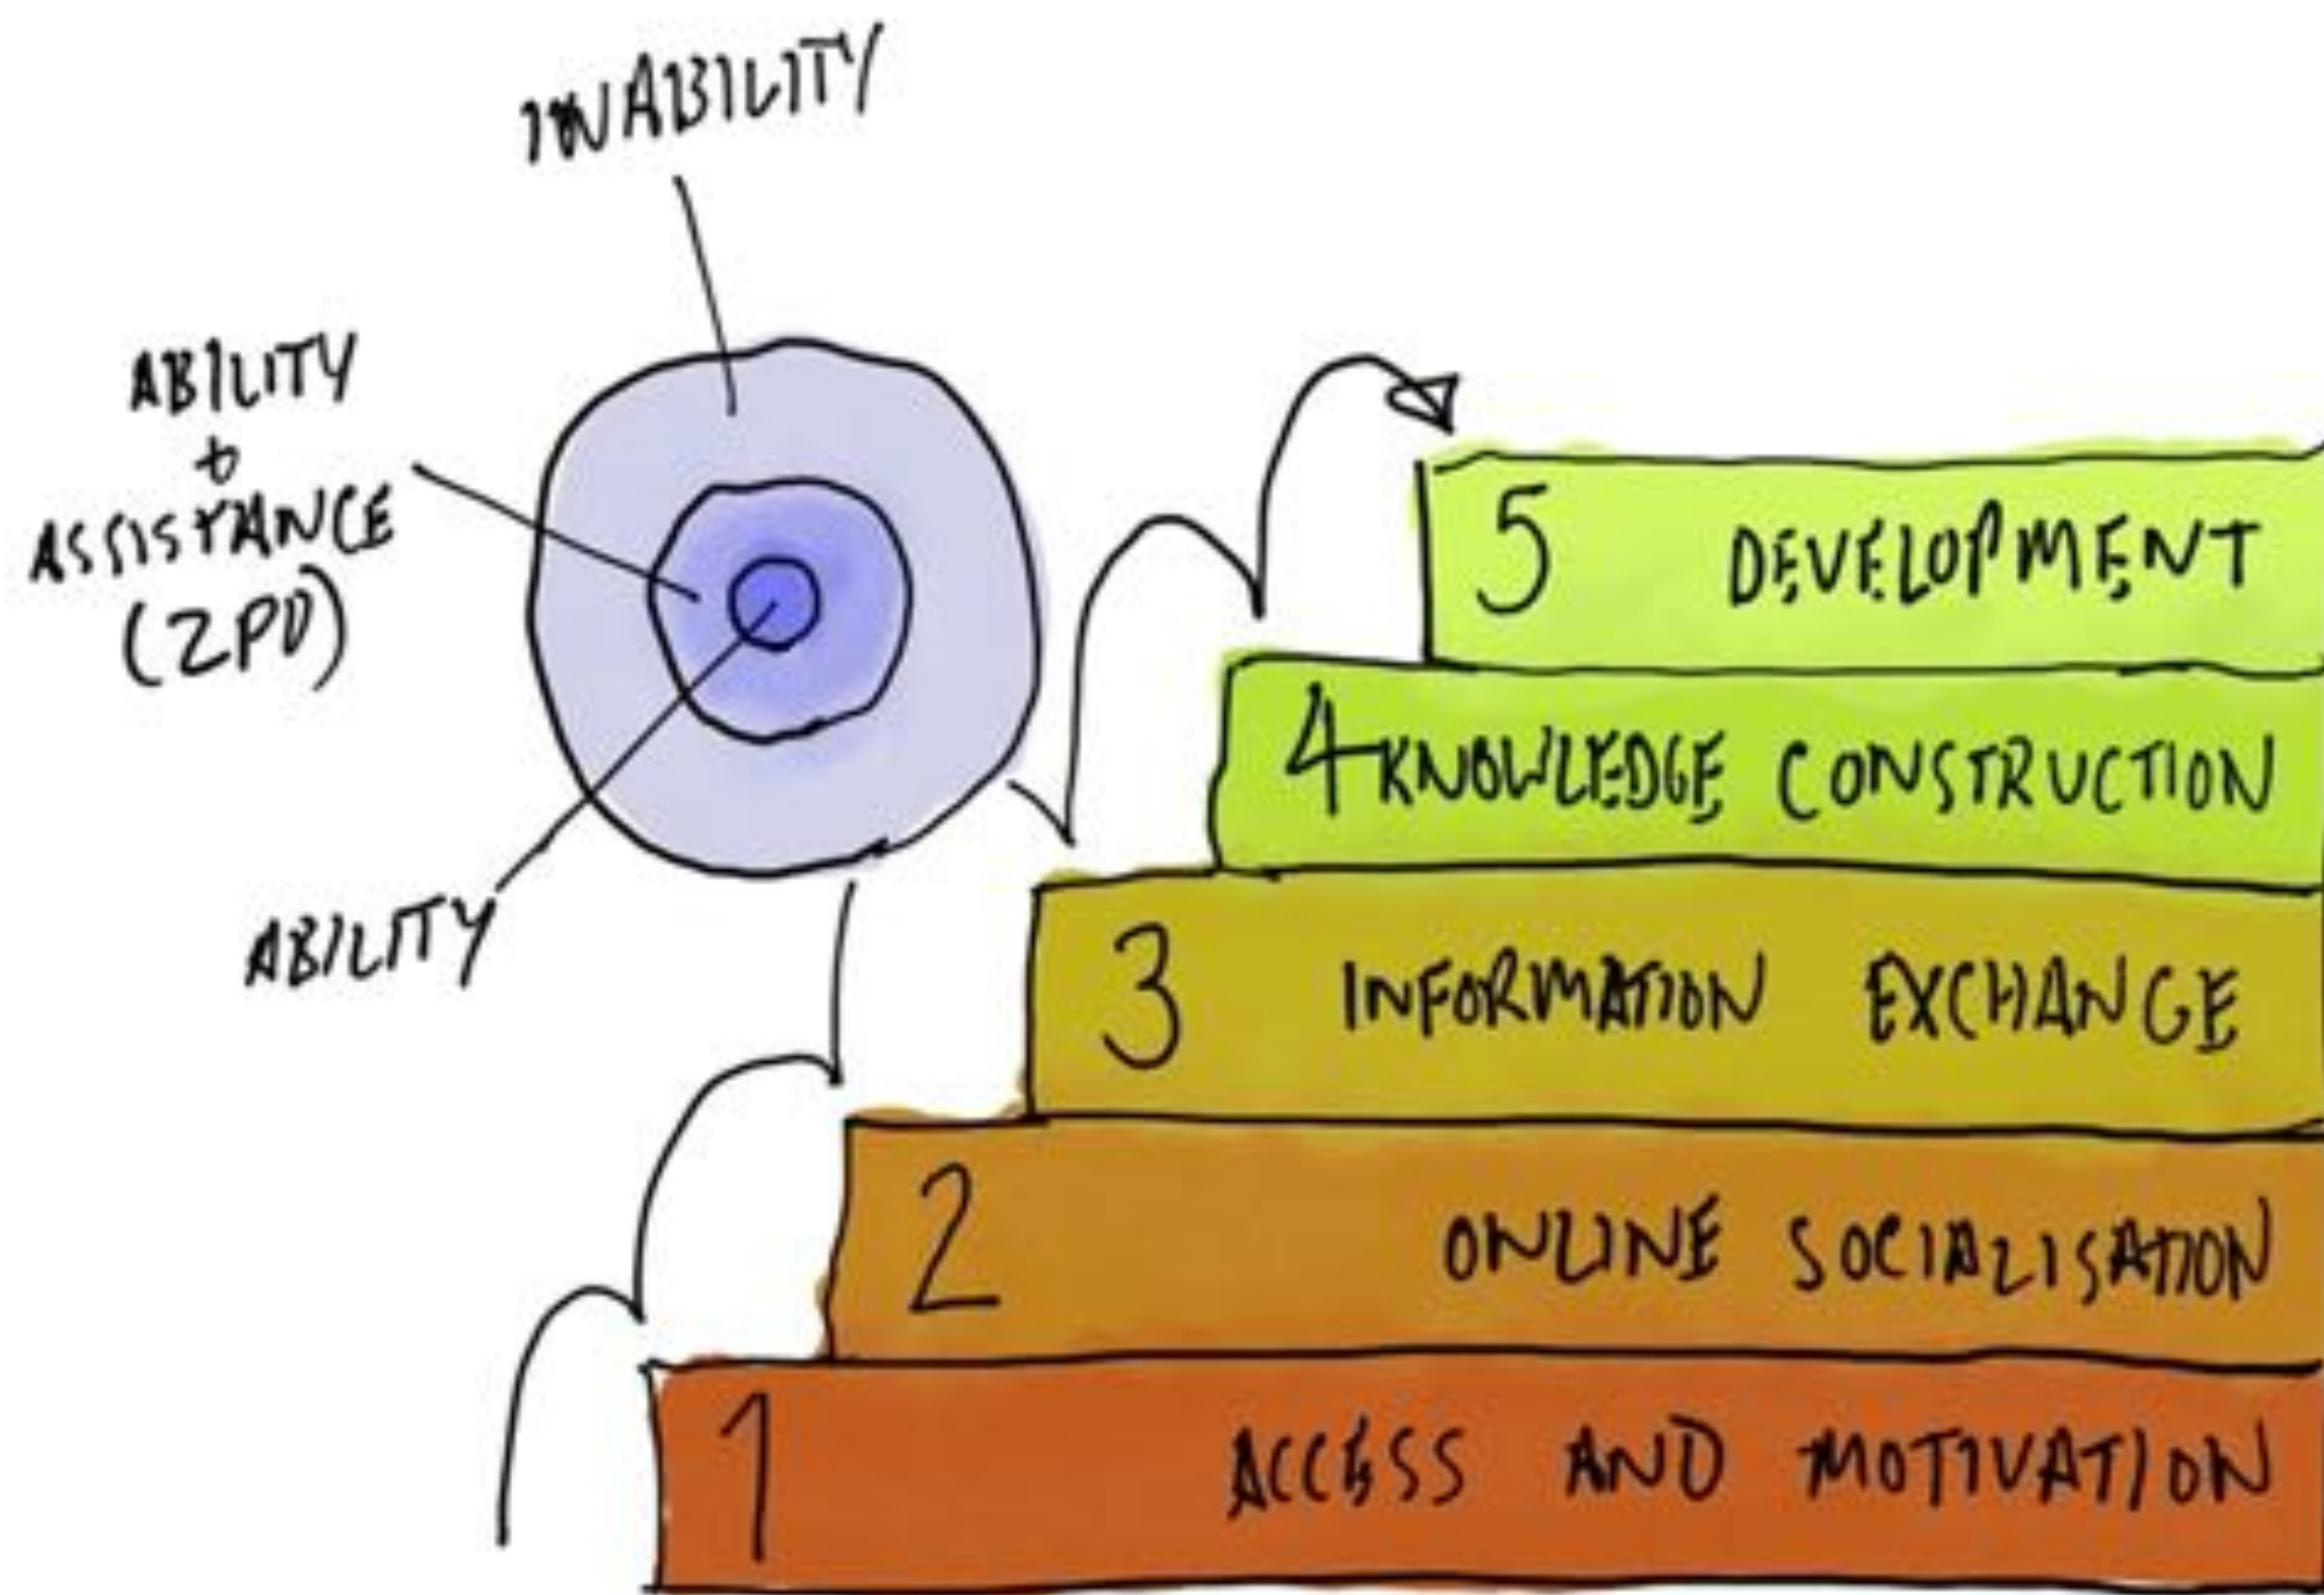 INABILITY
ABILITY
+
ASSISTANCE
(ZPD)
ABILITY
5 DEVELOPMENT
4 KNOWLEDGE CONSTRUCTION
3 INFORMATION EXCHANGE
2 ONLINE SOCIALISATION
1 ACCESS AND MOTIVATION